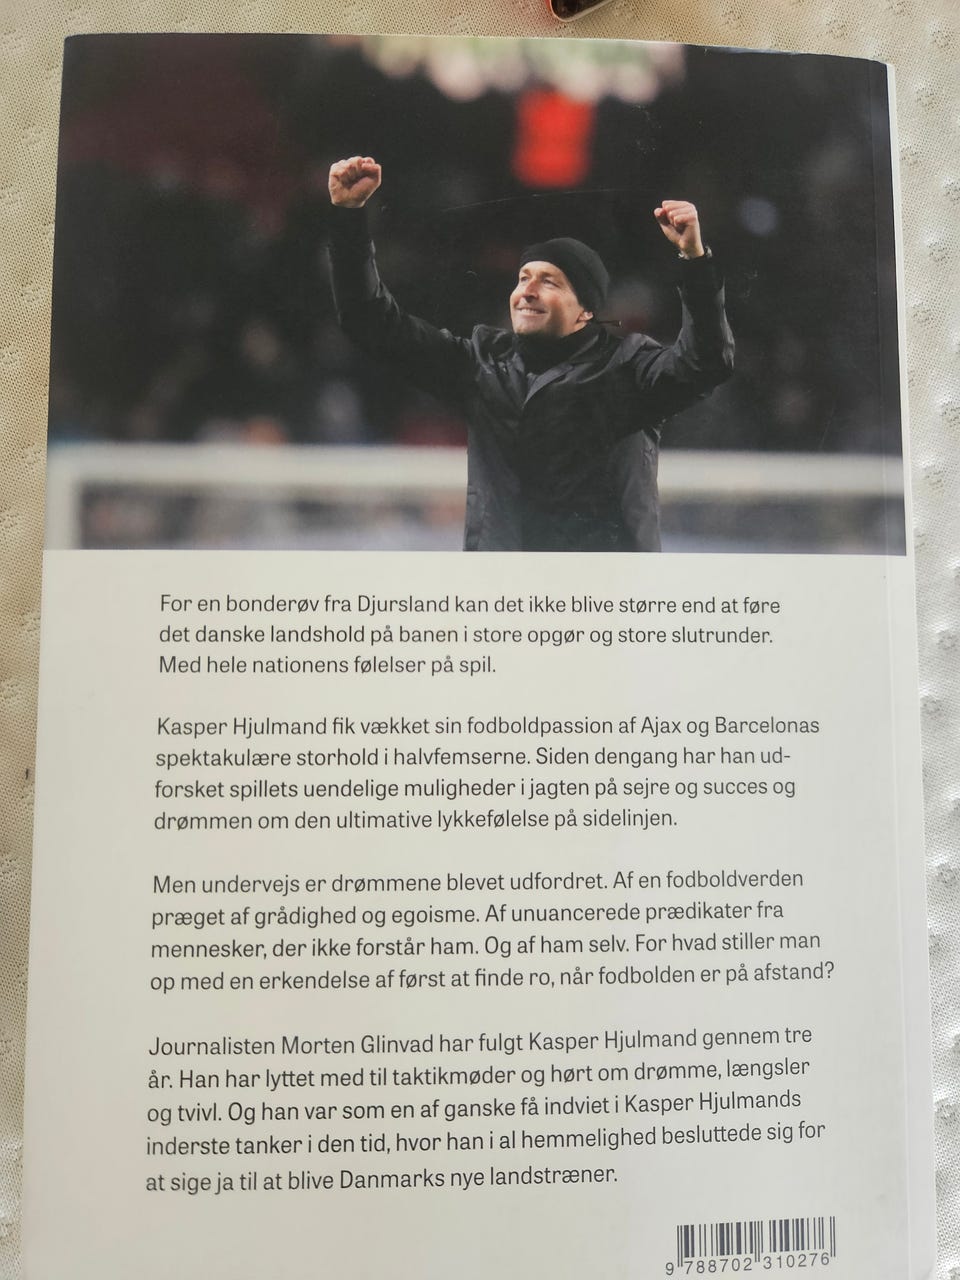 For en bonderøv fra Djursland kan det ikke blive større end at føre
det danske landshold på banen i store opgør og store slutrunder.
Med hele nationens følelser på spil.
Kasper Hjulmand fik vækket sin fodboldpassion af Ajax og Barcelonas
spektakulære storhold i halvfemserne. Siden dengang har han ud-
forsket spillets uendelige muligheder i jagten på sejre og succes og
drømmen om den ultimative lykkefølelse på sidelinjen.
Men undervejs er drømmene blevet udfordret. Af en fodboldverden
præget af grådighed og egoisme. Af unuancerede prædikater fra
mennesker, der ikke forstår ham. Og af ham selv. For hvad stiller man
op med en erkendelse af først at finde ro, når fodbolden er på afstand?
Journalisten Morten Glinvad har fulgt Kasper Hjulmand gennem tre
år. Han har lyttet med til taktikmøder og hørt om drømme, længsler
og tvivl. Og han var som en af ganske få indviet i Kasper Hjulmands
inderste tanker i den tid, hvor han i al hemmelighed besluttede sig for
at sige ja til at blive Danmarks nye landstræner.
9 788702 310276